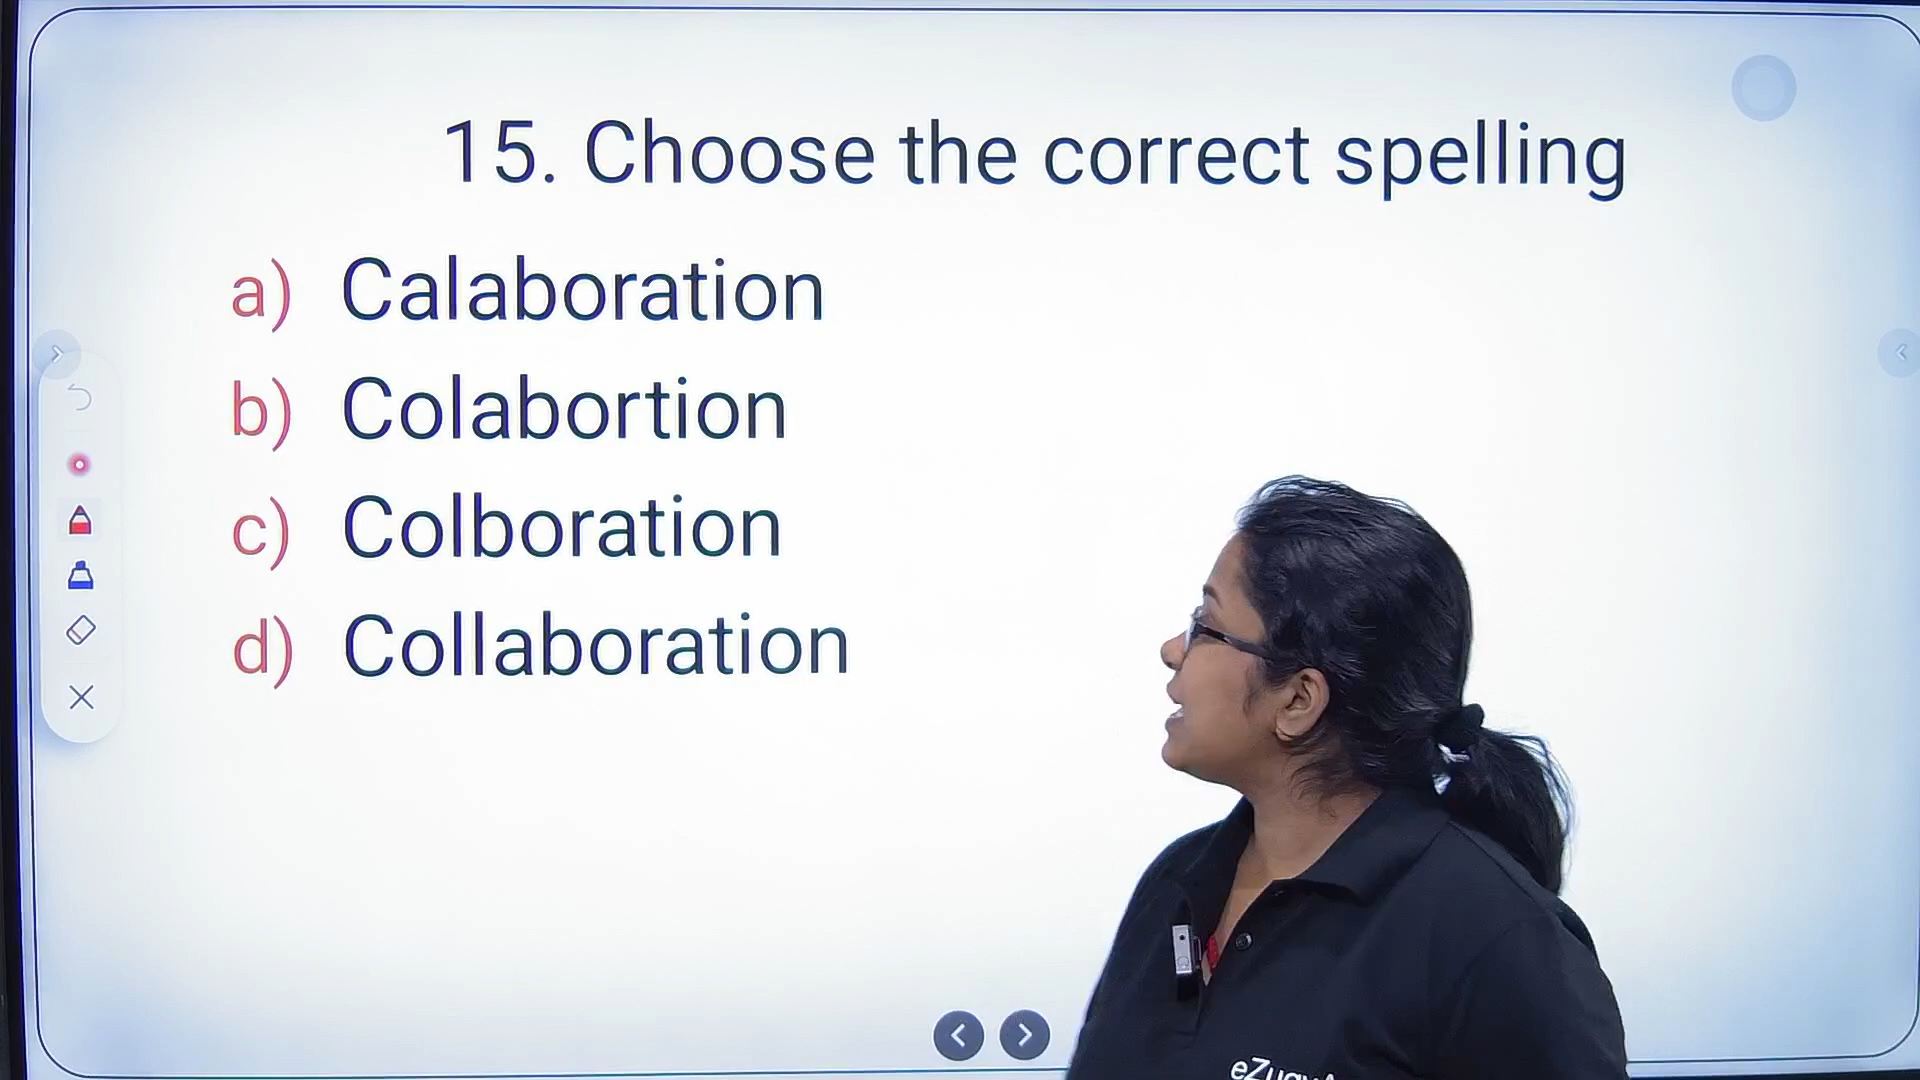 15. Choose the correct spelling
a) Calaboration
b) Colabortion
c) Colboration
d) Collaboration